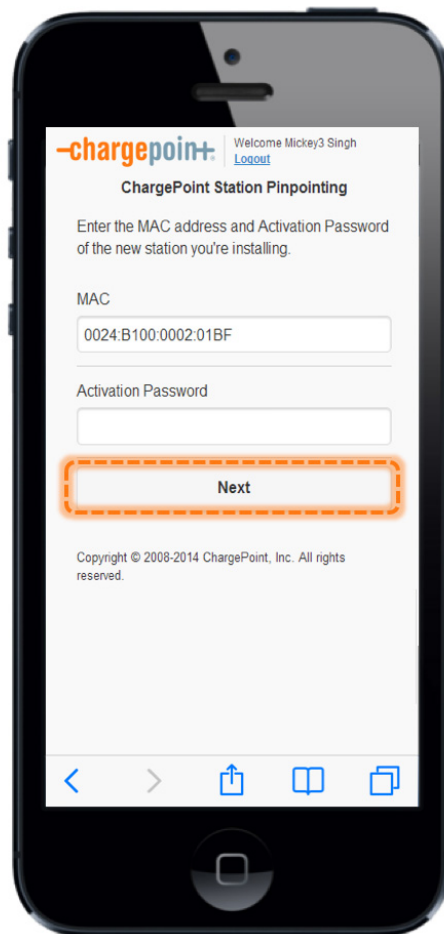 chargepoint®
Welcome Mickey3 Singh
Logout
ChargePoint Station Pinpointing
Enter the MAC address and Activation Password
of the new station you're installing.
MAC
0024:B100:0002:01BF
Activation Password
Next
Copyright © 2008-2014 ChargePoint, Inc. All rights
reserved.